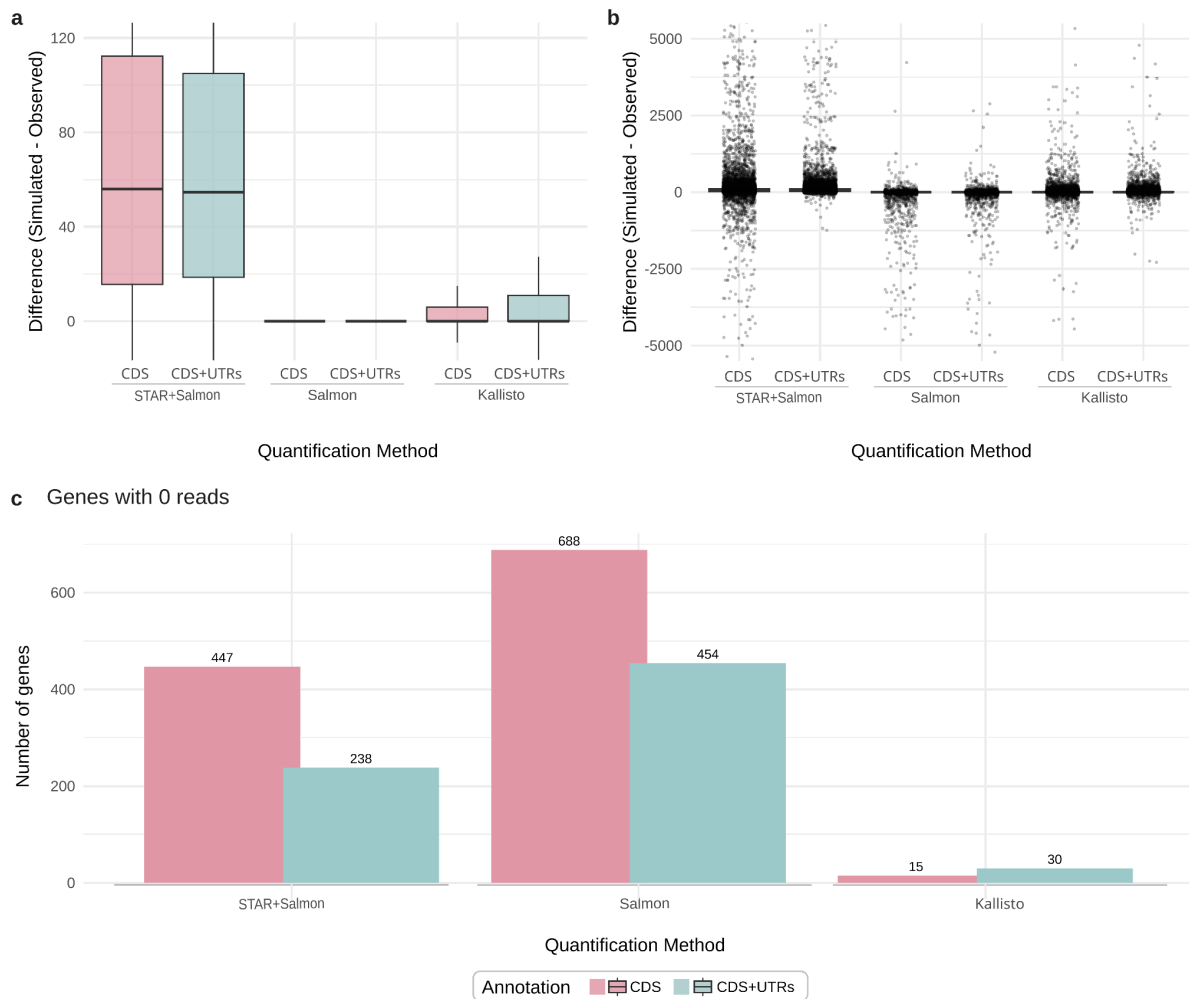 a
120
80
40
0
Difference (Simulated - Observed)
CDS CDS+UTRs CDS CDS+UTRs CDS CDS+UTRs
STAR+Salmon Salmon Kallisto
Quantification Method
b
5000
2500
0
-2500
-5000
Difference (Simulated - Observed)
CDS CDS+UTRs CDS CDS+UTRs CDS CDS+UTRs
STAR+Salmon Salmon Kallisto
Quantification Method
c Genes with 0 reads
600
400
200
0
Number of genes
447
238
688
454
15
30
STAR+Salmon Salmon Kallisto
Quantification Method
Annotation CDS CDS+UTRs